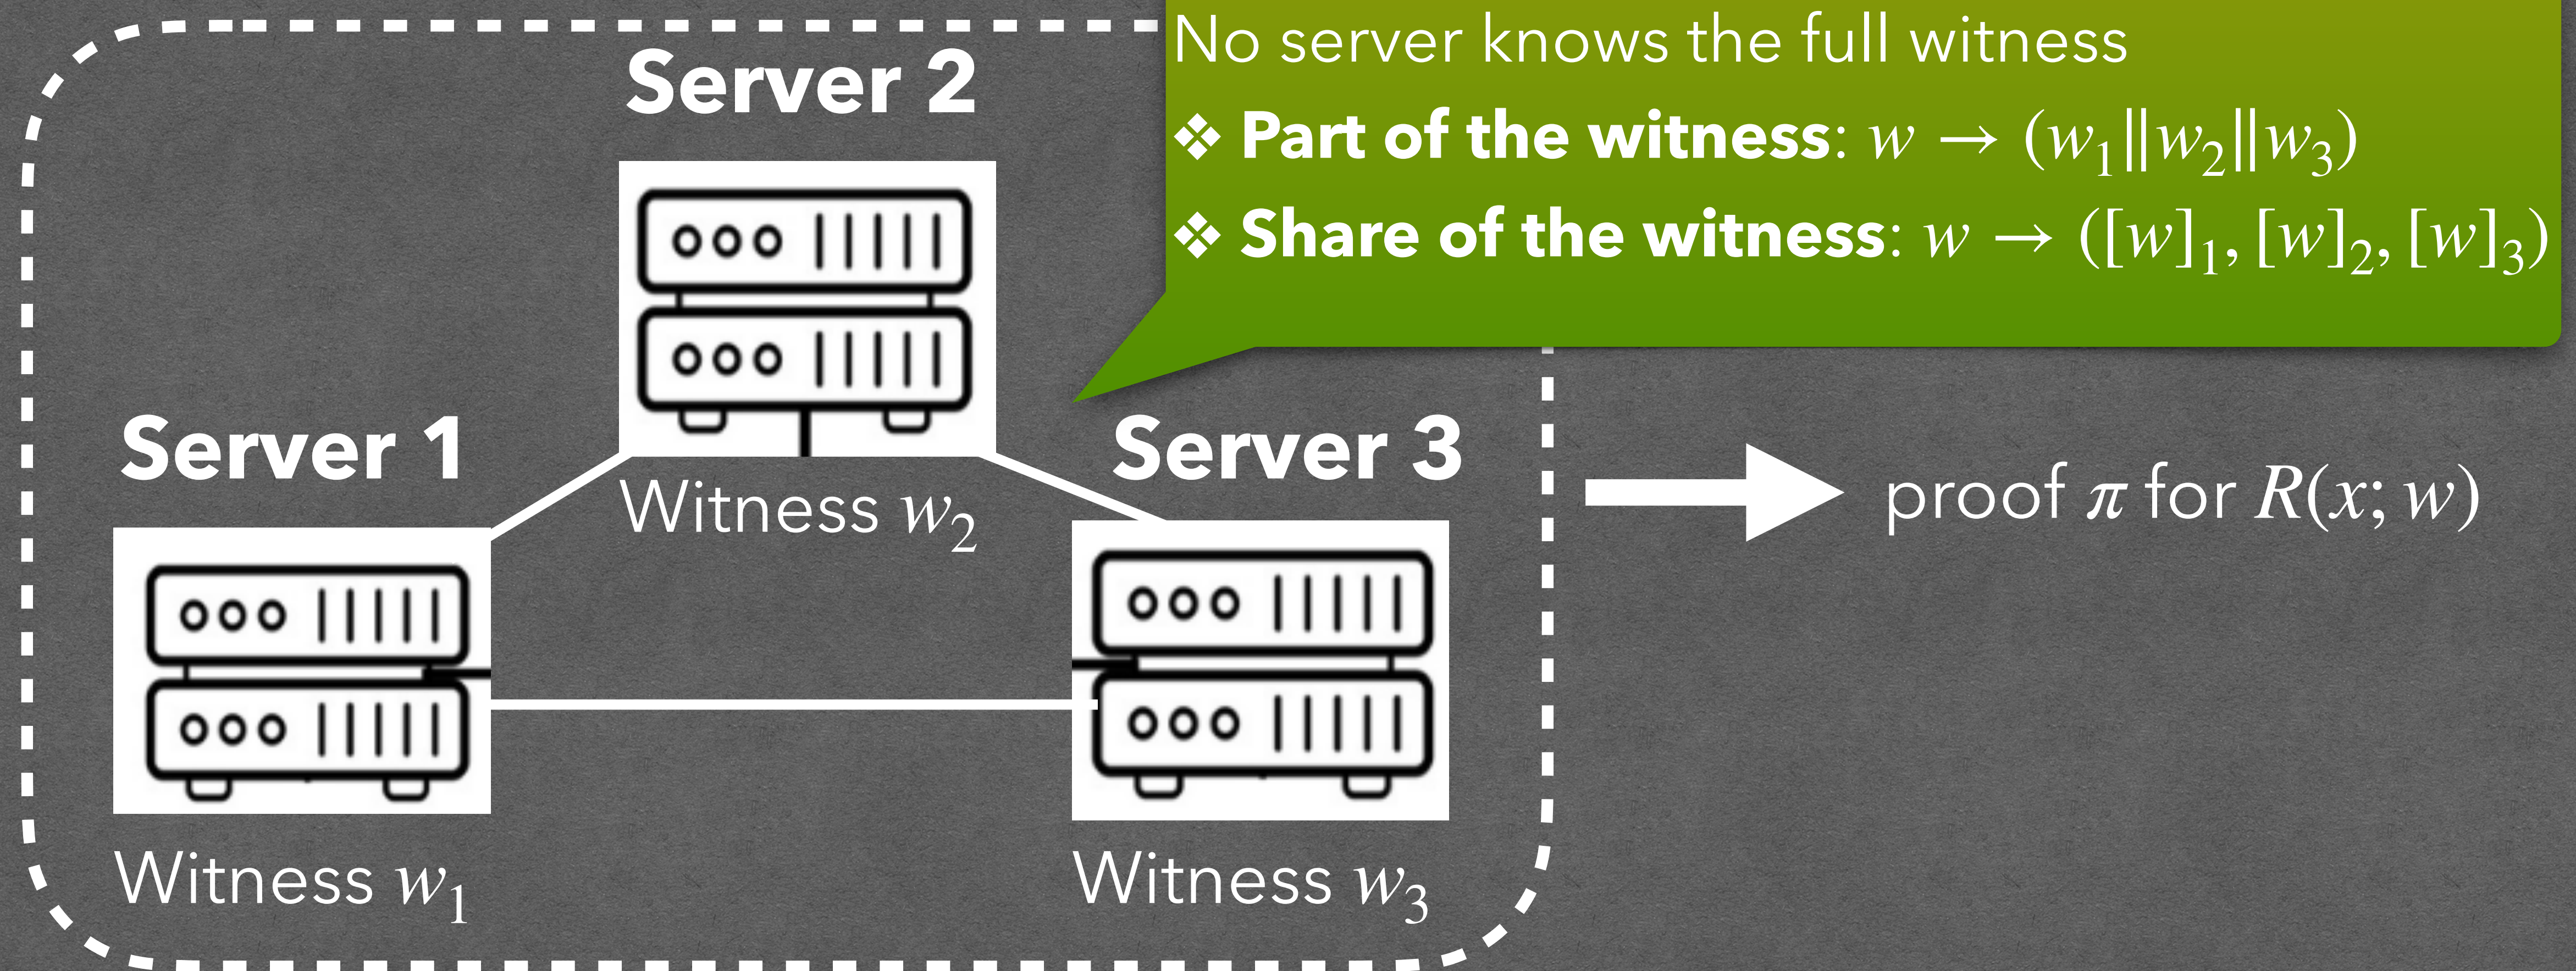 No server knows the full witness
❖ Part of the witness: w → (w₁||w₂||w₃)
❖ Share of the witness: w → ([w]₁, [w]₂, [w]₃)
Server 2
Witness w₂
Server 1
Witness w₁
Server 3
Witness w₃
proof π for R(x; w)